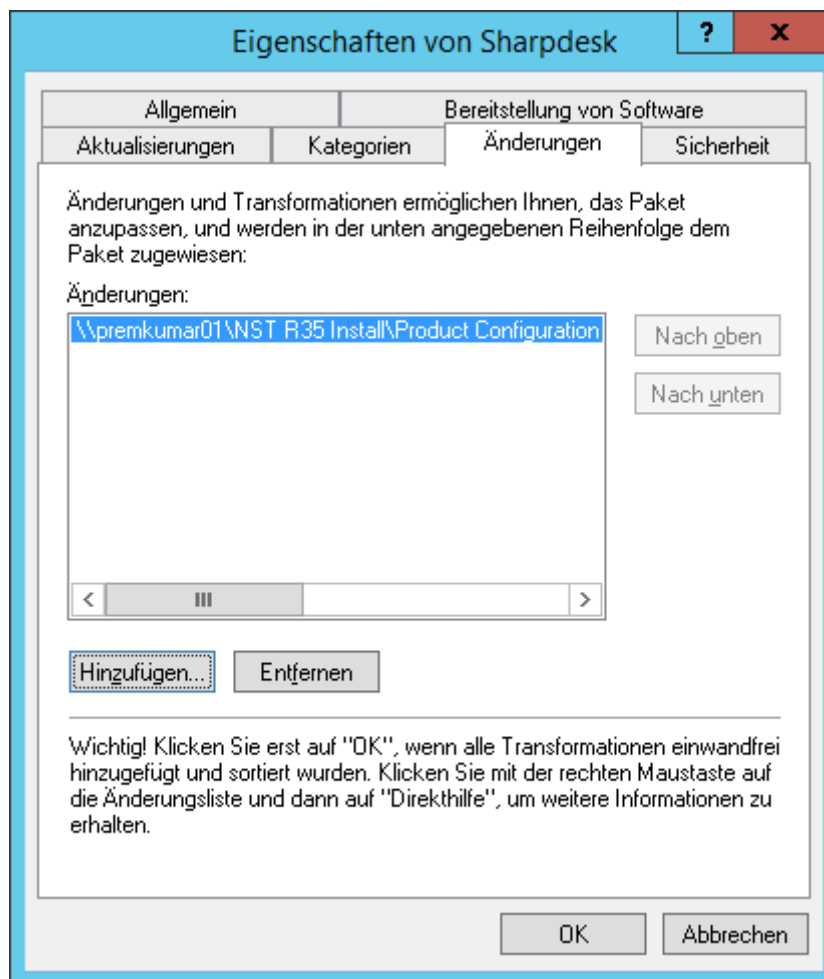 Eigenschaften von Sharpdesk
?
x
Allgemein
Bereitstellung von Software
Aktualisierungen
Kategorien
Änderungen
Sicherheit
Änderungen und Transformationen ermöglichen Ihnen, das Paket
anzupassen, und werden in der unten angegebenen Reihenfolge dem
Paket zugewiesen:
Änderungen:
\\premkumar01\NST R35 Install\Product Configuration
Nach oben
Nach unten
Hinzufügen...
Entfernen
Wichtig! Klicken Sie erst auf "OK", wenn alle Transformationen einwandfrei
hinzugefügt und sortiert wurden. Klicken Sie mit der rechten Maustaste auf
die Änderungsliste und dann auf "Direkthilfe", um weitere Informationen zu
erhalten.
OK
Abbrechen